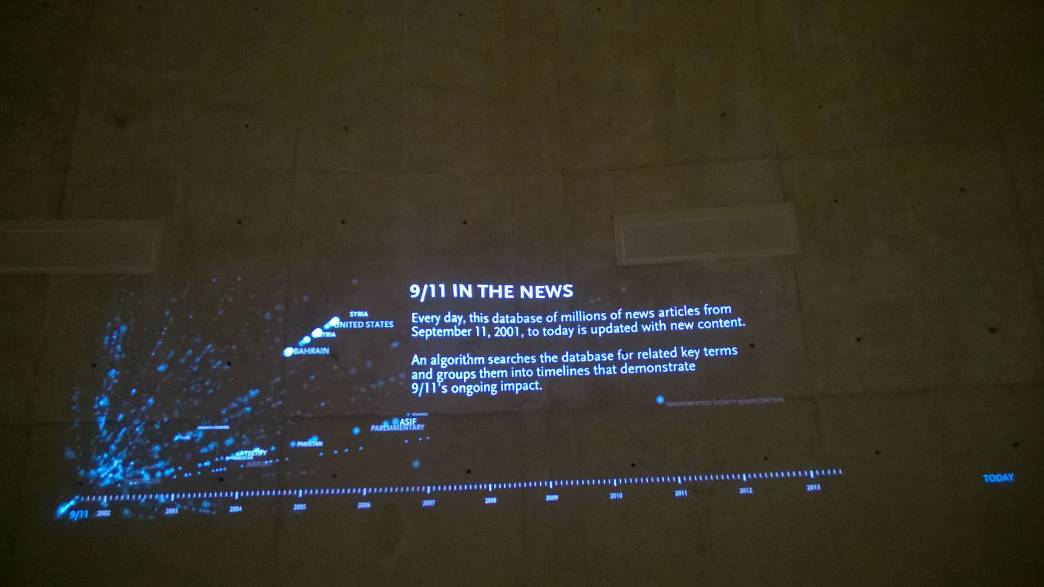 9/11 IN THE NEWS
Every day, this database of millions of news articles from
September 11, 2001, to today is updated with new content.
An algorithm searches the database for related key terms
and groups them into timelines that demonstrate
9/11's ongoing impact.
SYRIA
UNITED STATES
SYRIA
BAHRAIN
TRANSPORTATION SECURITY ADMINISTRATION
ASIF
PARLIAMENTARY
PAKISTAN
AIRPORT
9/11 2002 2003 2004 2005 2006 2007 2008 2009 2010 2011 2012 2013 TODAY